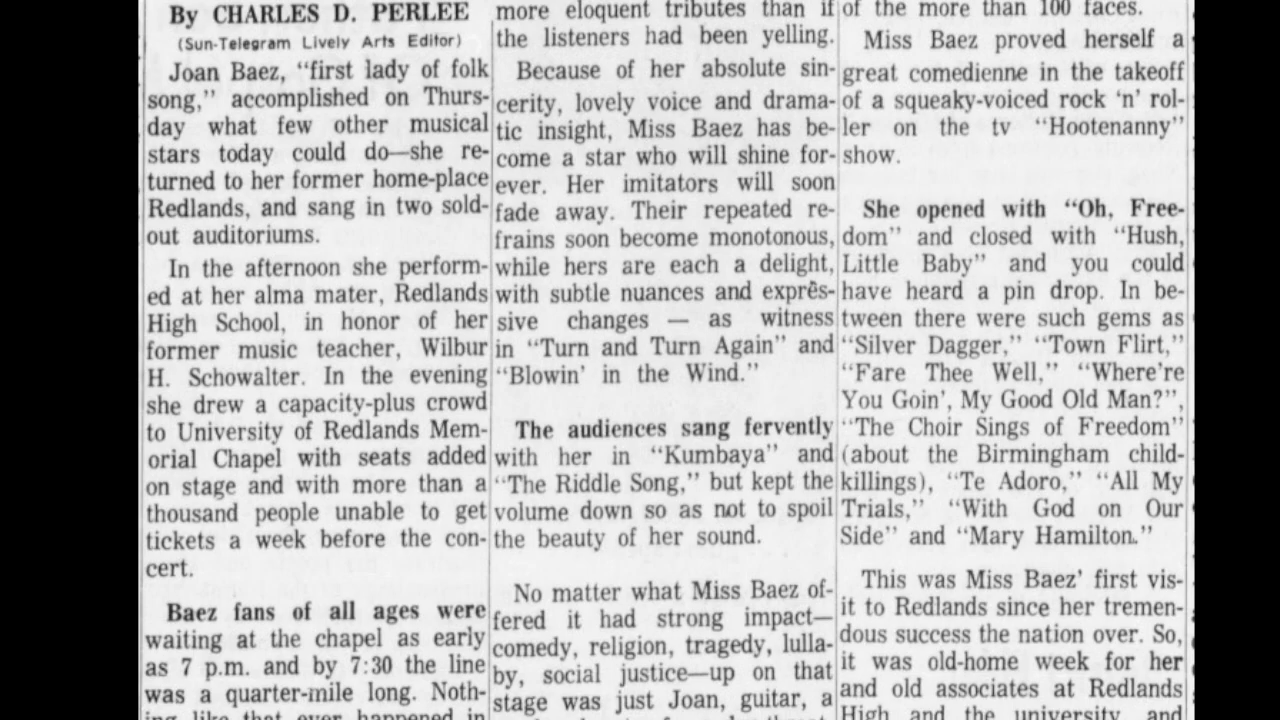 By CHARLES D. PERLEE
(Sun-Telegram Lively Arts Editor)
Joan Baez, “first lady of folk
song,” accomplished on Thurs-
day what few other musical
stars today could do—she re-
turned to her former home-place
Redlands, and sang in two sold-
out auditoriums.
In the afternoon she perform-
ed at her alma mater, Redlands
High School, in honor of her
former music teacher, Wilbur
H. Schowalter. In the evening
she drew a capacity-plus crowd
to University of Redlands Mem-
orial Chapel with seats added
on stage and with more than a
thousand people unable to get
tickets a week before the con-
cert.
Baez fans of all ages were
waiting at the chapel as early
as 7 p.m. and by 7:30 the line
was a quarter-mile long. Noth-
ing like that ever happened in
more eloquent tributes than if
the listeners had been yelling.
Because of her absolute sin-
cerity, lovely voice and drama-
tic insight, Miss Baez has be-
come a star who will shine for-
ever. Her imitators will soon
fade away. Their repeated re-
frains soon become monotonous,
while hers are each a delight,
with subtle nuances and expres-
sive changes — as witness
in “Turn and Turn Again” and
“Blowin’ in the Wind.”
The audiences sang fervently
with her in “Kumbaya” and
“The Riddle Song,” but kept the
volume down so as not to spoil
the beauty of her sound.
No matter what Miss Baez of-
fered it had strong impact—
comedy, religion, tragedy, lulla-
by, social justice—up on that
stage was just Joan, guitar, a
of the more than 100 faces.
Miss Baez proved herself a
great comedienne in the takeoff
of a squeaky-voiced rock ‘n’ rol-
ler on the tv “Hootenanny”
show.
She opened with “Oh, Free-
dom” and closed with “Hush,
Little Baby” and you could
have heard a pin drop. In be-
tween there were such gems as
“Silver Dagger,” “Town Flirt,”
“Fare Thee Well,” “Where’re
You Goin’, My Good Old Man?”,
“The Choir Sings of Freedom”
(about the Birmingham child-
killings), “Te Adoro,” “All My
Trials,” “With God on Our
Side” and “Mary Hamilton.”
This was Miss Baez’ first vis-
it to Redlands since her tremen-
dous success the nation over. So,
it was old-home week for her
and old associates at Redlands
High and the university, and